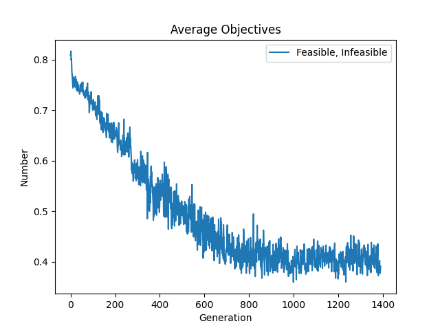 Average Objectives
Feasible, Infeasible
Number
0.8
0.7
0.6
0.5
0.4
0 200 400 600 800 1000 1200 1400
Generation